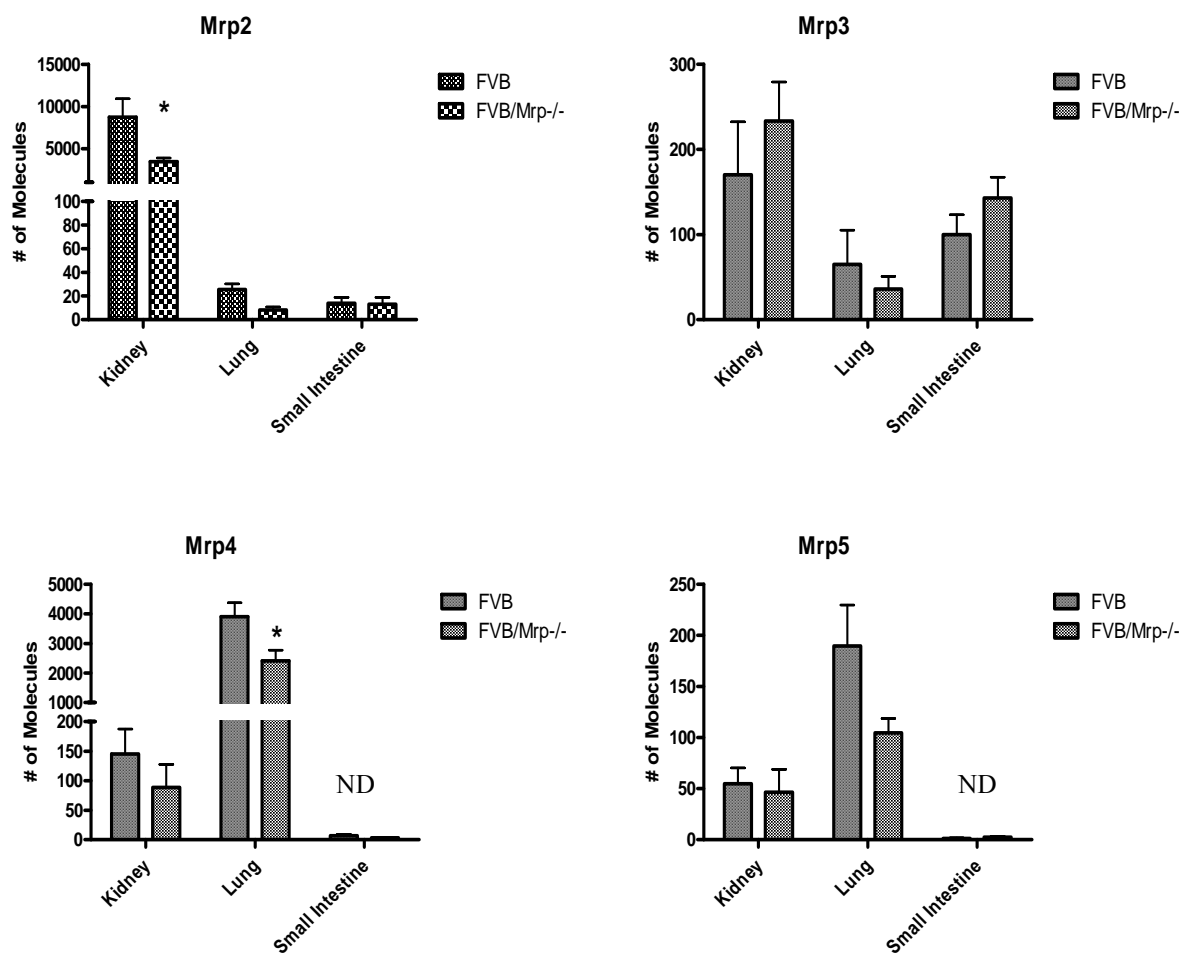 Mrp2
# of Molecules
15000
10000
5000
100
80
60
40
20
0
*
Kidney
Lung
Small Intestine
FVB
FVB/Mrp-/-
Mrp3
# of Molecules
300
200
100
0
Kidney
Lung
Small Intestine
FVB
FVB/Mrp-/-
Mrp4
# of Molecules
5000
4000
3000
2000
1000
200
150
100
50
0
*
ND
Kidney
Lung
Small Intestine
FVB
FVB/Mrp-/-
Mrp5
# of Molecules
250
200
150
100
50
0
ND
Kidney
Lung
Small Intestine
FVB
FVB/Mrp-/-